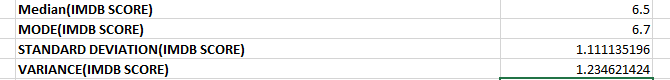 Median(IMDB SCORE) 6.5
MODE(IMDB SCORE) 6.7
STANDARD DEVIATION(IMDB SCORE) 1.111135196
VARIANCE(IMDB SCORE) 1.234621424